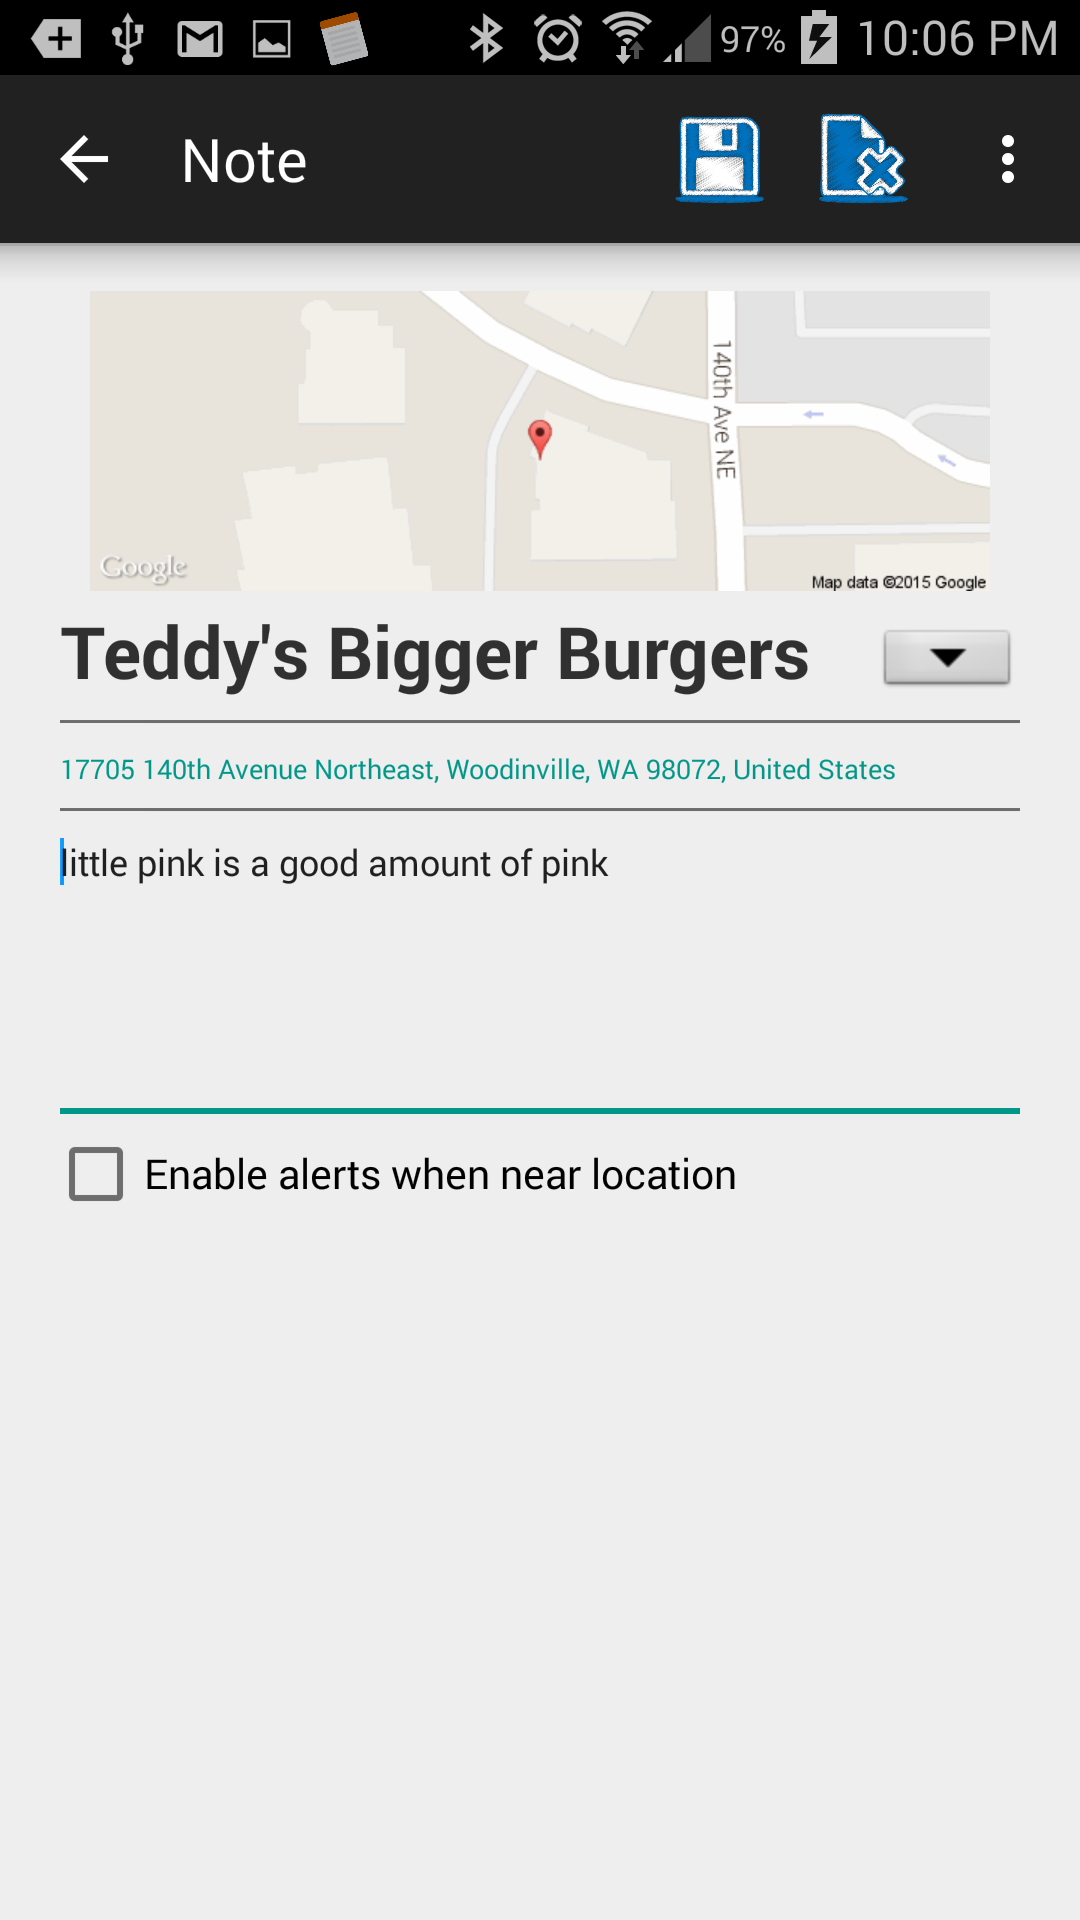 97% 10:06 PM
Note
140th Ave NE
Google
Map data ©2015 Google
Teddy's Bigger Burgers
17705 140th Avenue Northeast, Woodinville, WA 98072, United States
little pink is a good amount of pink
Enable alerts when near location